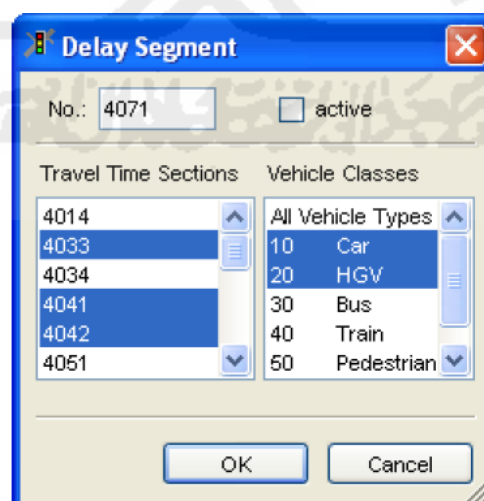 Delay Segment
No.: 4071 active
Travel Time Sections Vehicle Classes
4014 All Vehicle Types
4033 10 Car
4034 20 HGV
4041 30 Bus
4042 40 Train
4051 50 Pedestrian
OK Cancel